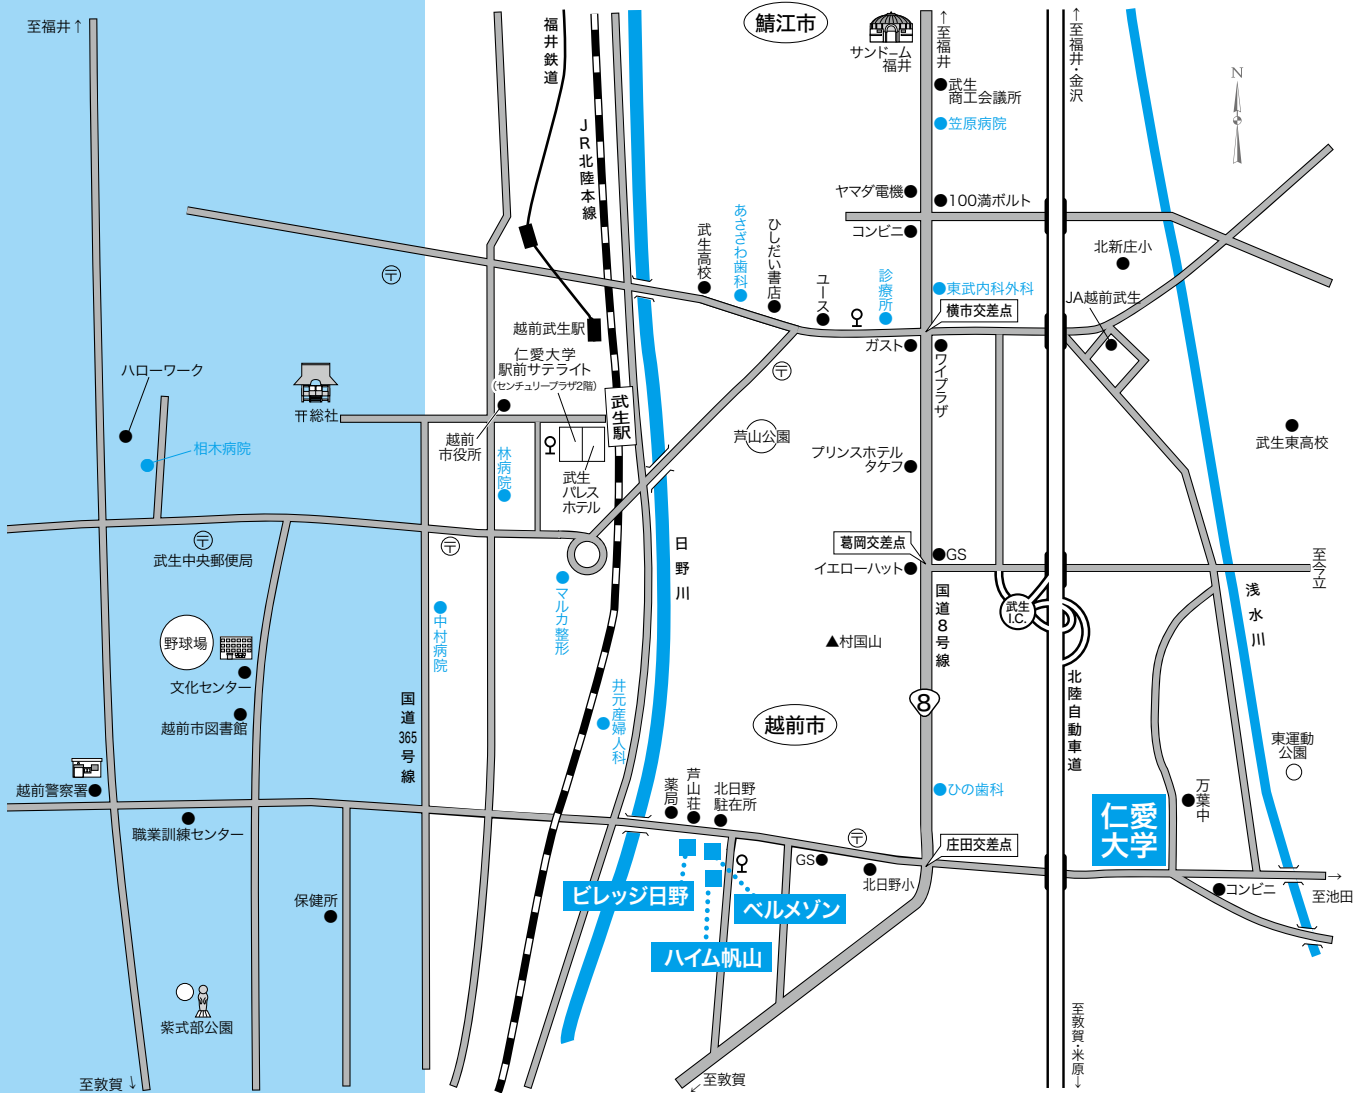 至福井↑
福井鉄道
JR北陸本線
鯖江市
サンドーム
福井
↑至福井
↑至福井・金沢
N
武生
商工会議所
笠原病院
ヤマダ電機
100満ボルト
コンビニ
武生高校
あさざわ歯科
ひしだい書店
ユース
診療所
東武内科外科
横市交差点
北新庄小
JA越前武生
ガスト
ワイプラザ
越前武生駅
仁愛大学
駅前サテライト
(センチュリープラザ2階)
武生駅
ハローワーク
〒総社
相木病院
越前
市役所
林病院
武生
パレス
ホテル
芦山公園
プリンスホテル
タケフ
武生東高校
〒
〒
〒
〒
武生中央郵便局
葛岡交差点
GS
イエローハット
至今立
日野川
マルカ整形
中村病院
野球場
文化センター
越前市図書館
国道365号線
井元産婦人科
▲村国山
国道8号線
武生
I.C.
浅水川
8
北陸自動車道
越前市
東運動
公園
越前警察署
職業訓練センター
薬局
芦山荘
北日野
駐在所
ひの歯科
万葉中
仁愛
大学
〒
庄田交差点
GS
北日野小
コンビニ
→
至池田
ビレッジ日野
ベルメゾン
ハイム帆山
保健所
紫式部公園
至敦賀↓
↙至敦賀
至敦賀・米原↓